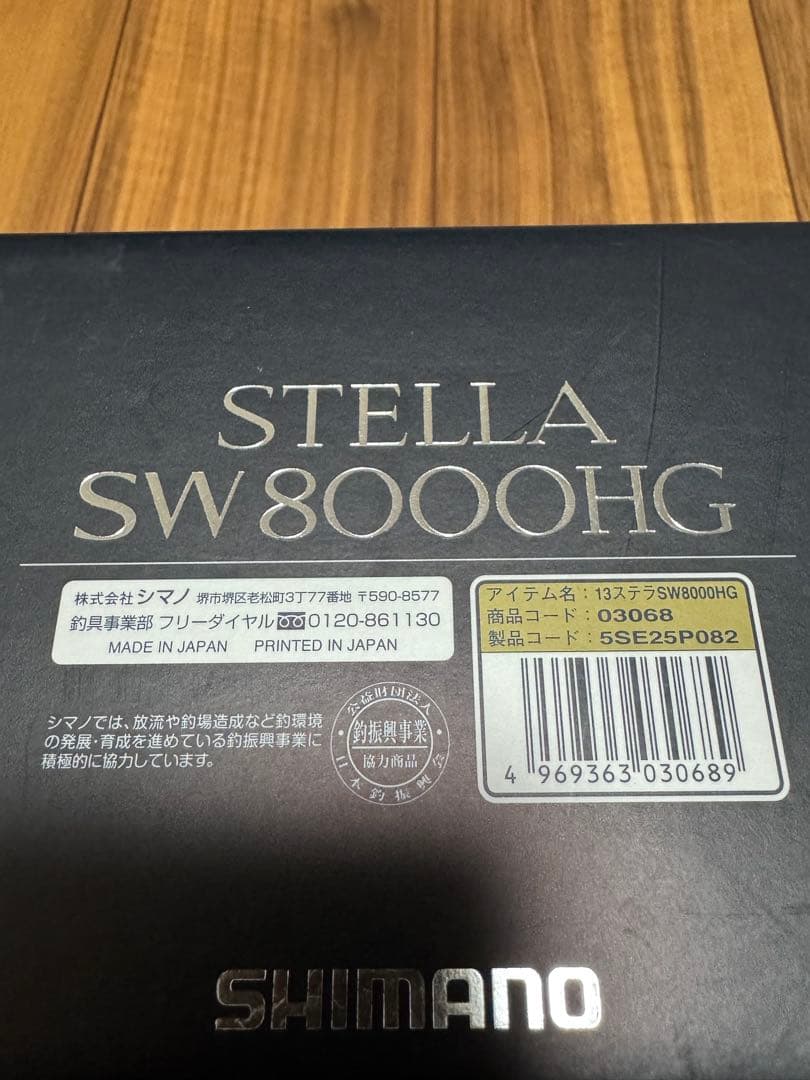 STELLA
SW 8000HG
株式会社 シマノ 堺市堺区老松町3丁77番地 〒590-8577
釣具事業部 フリーダイヤル 0120-861130
MADE IN JAPAN PRINTED IN JAPAN
アイテム名：13ステラSW8000HG
商品コード：03068
製品コード：5SE25P082
4 969363 030689
シマノでは、放流や釣場造成など釣環境
の発展・育成を進めている釣振興事業に
積極的に協力しています。
公益財団法人
釣振興事業
協力商品
日本釣振興会
SHIMANO